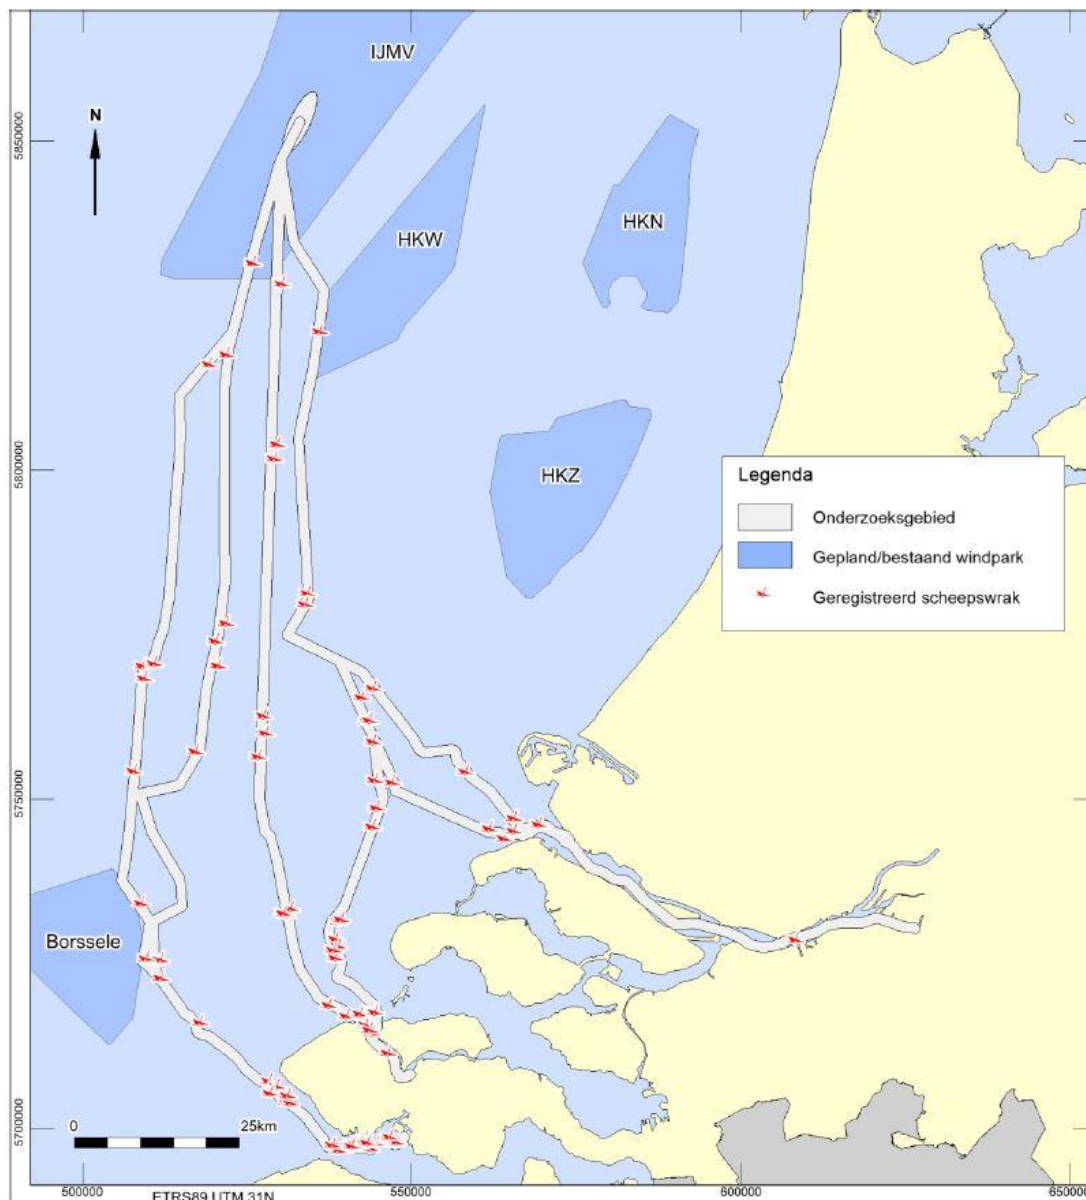 IJMV
N
HKW
HKN
HKZ
Borssele
Legenda
Onderzoeksgebied
Gepland/bestaand windpark
Geregistreerd scheepswrak
5850000
5800000
5750000
5700000
0
25km
500000
550000
600000
650000
ETRS89 UTM 31N